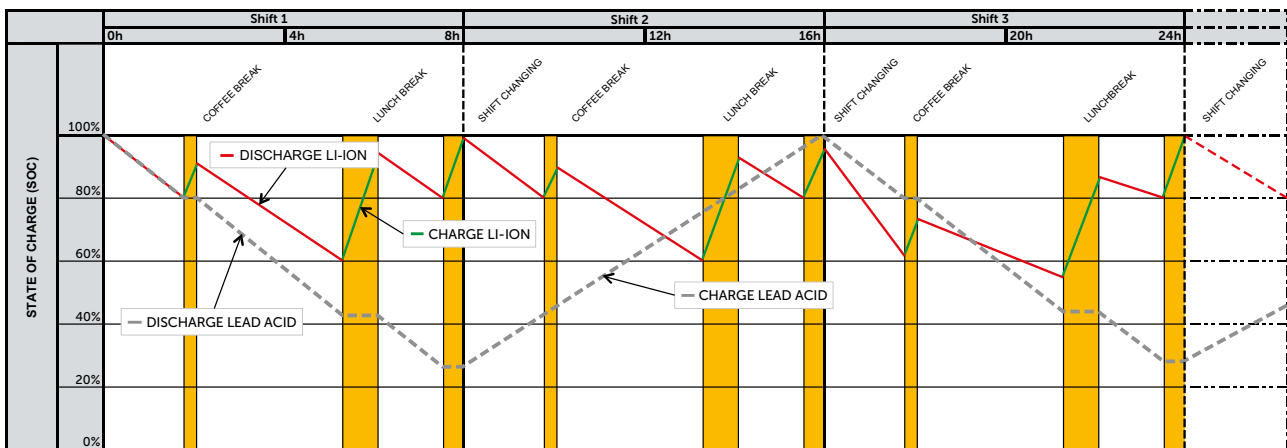 Shift 1
Shift 2
Shift 3
0h
4h
8h
12h
16h
20h
24h
COFFEE BREAK
LUNCH BREAK
SHIFT CHANGING
COFFEE BREAK
LUNCH BREAK
SHIFT CHANGING
COFFEE BREAK
LUNCHBREAK
SHIFT CHANGING
STATE OF CHARGE (SOC)
100%
80%
60%
40%
20%
0%
DISCHARGE LI-ION
CHARGE LI-ION
CHARGE LEAD ACID
DISCHARGE LEAD ACID